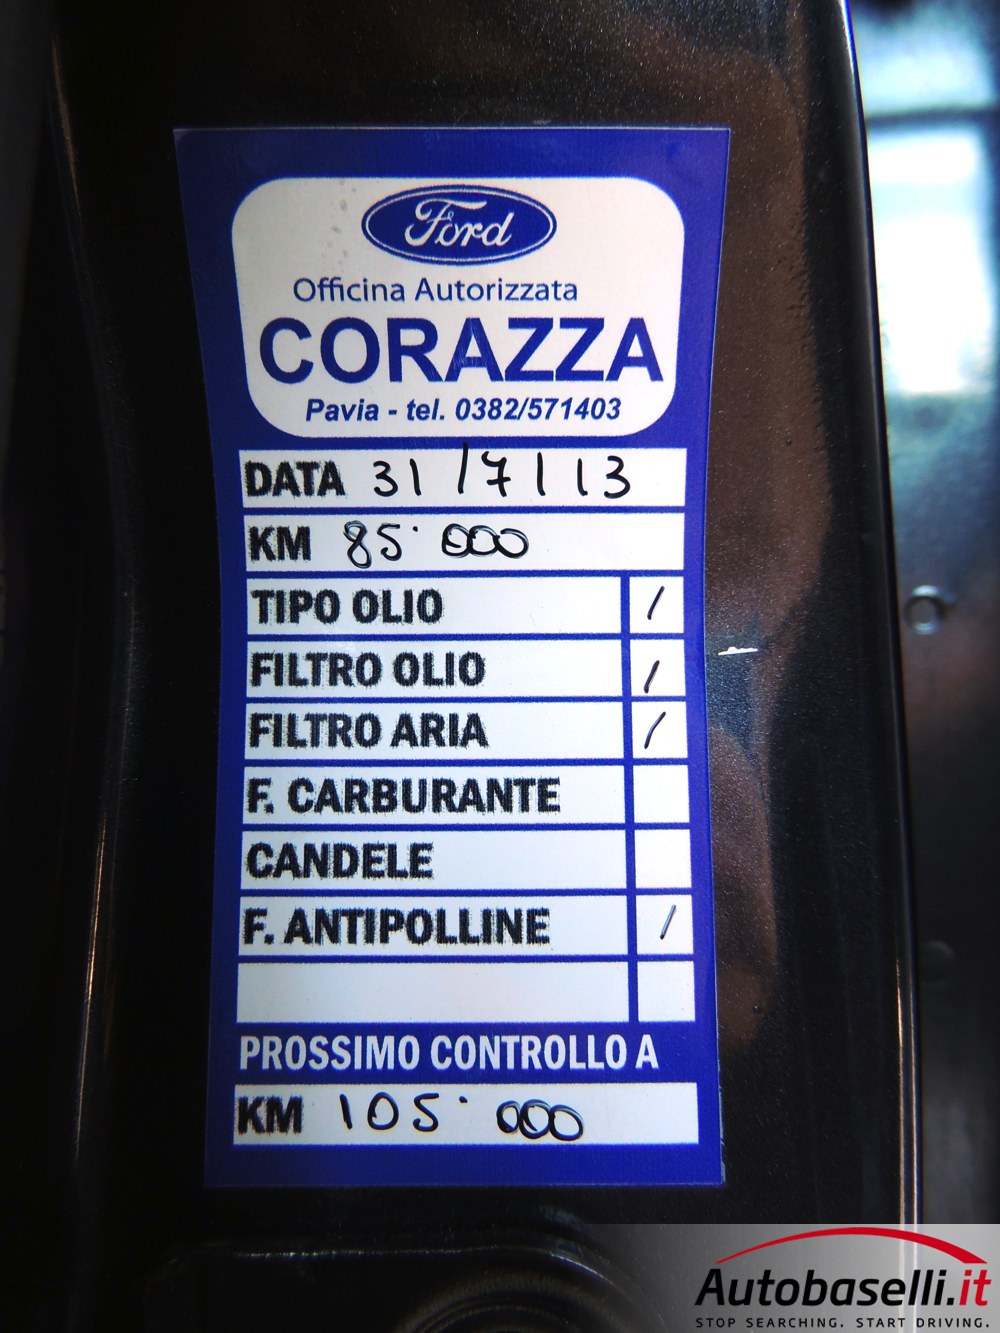 Ford
Officina Autorizzata
CORAZZA
Pavia - tel. 0382/571403
DATA 31/7/13
KM 85.000
TIPO OLIO /
FILTRO OLIO /
FILTRO ARIA /
F. CARBURANTE
CANDELE
F. ANTIPOLLINE /
PROSSIMO CONTROLLO A
KM 105.000
Autobaselli.it
STOP SEARCHING. START DRIVING.